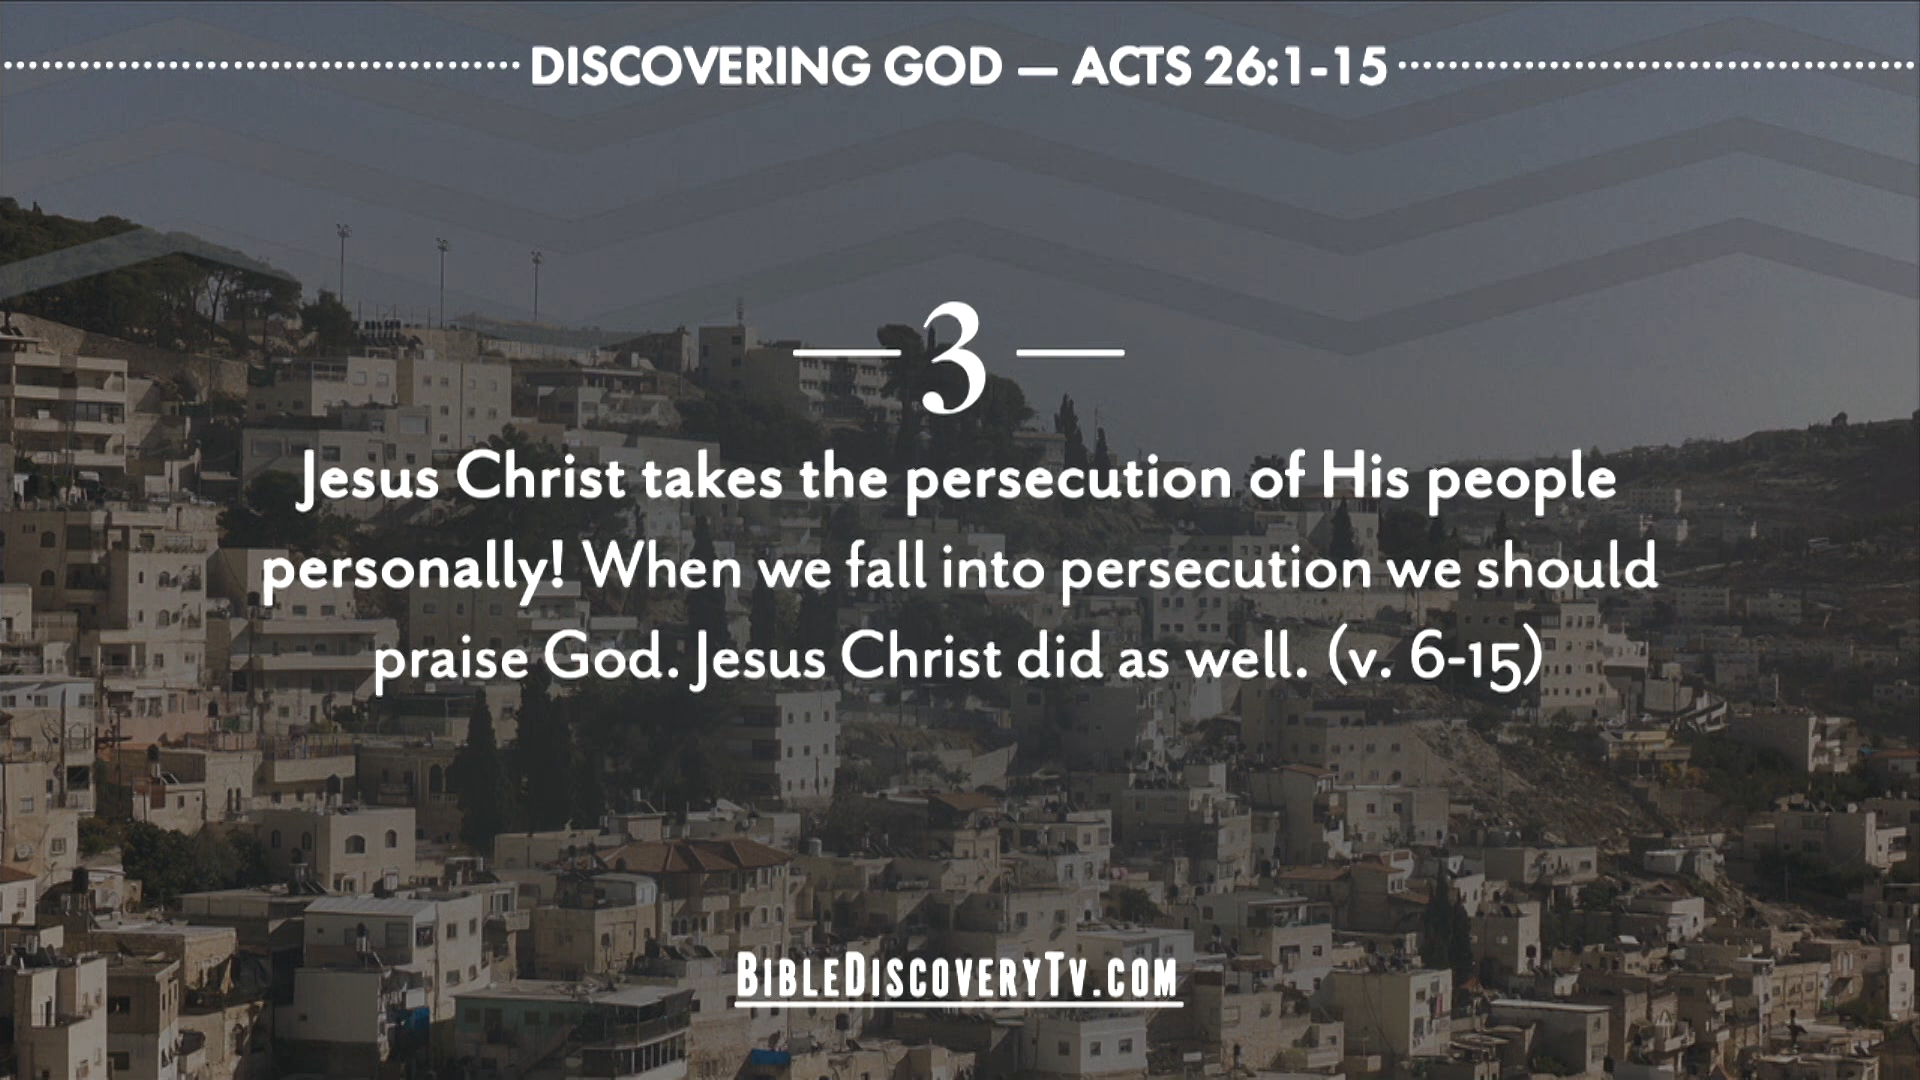 DISCOVERING GOD — ACTS 26:1-15
3
Jesus Christ takes the persecution of His people
personally! When we fall into persecution we should
praise God. Jesus Christ did as well. (v. 6-15)
BIBLEDISCOVERYTV.COM